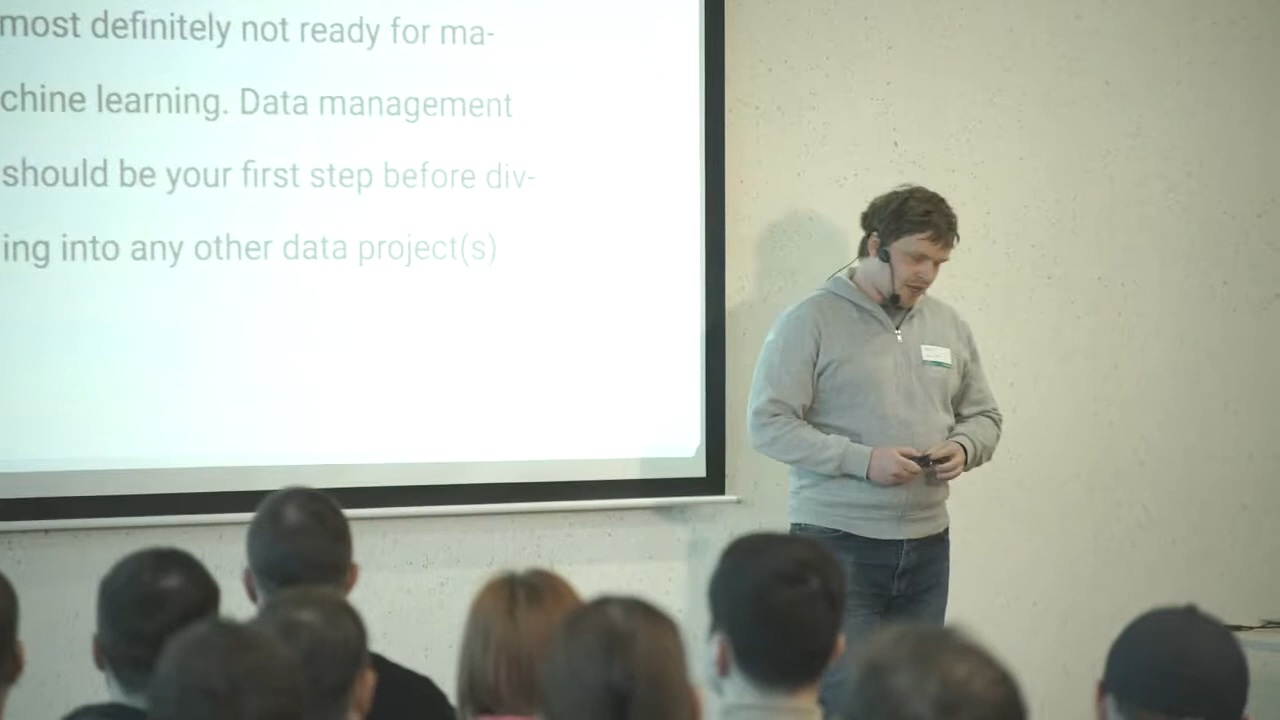 most definitely not ready for ma-
chine learning. Data management
should be your first step before div-
ing into any other data project(s)